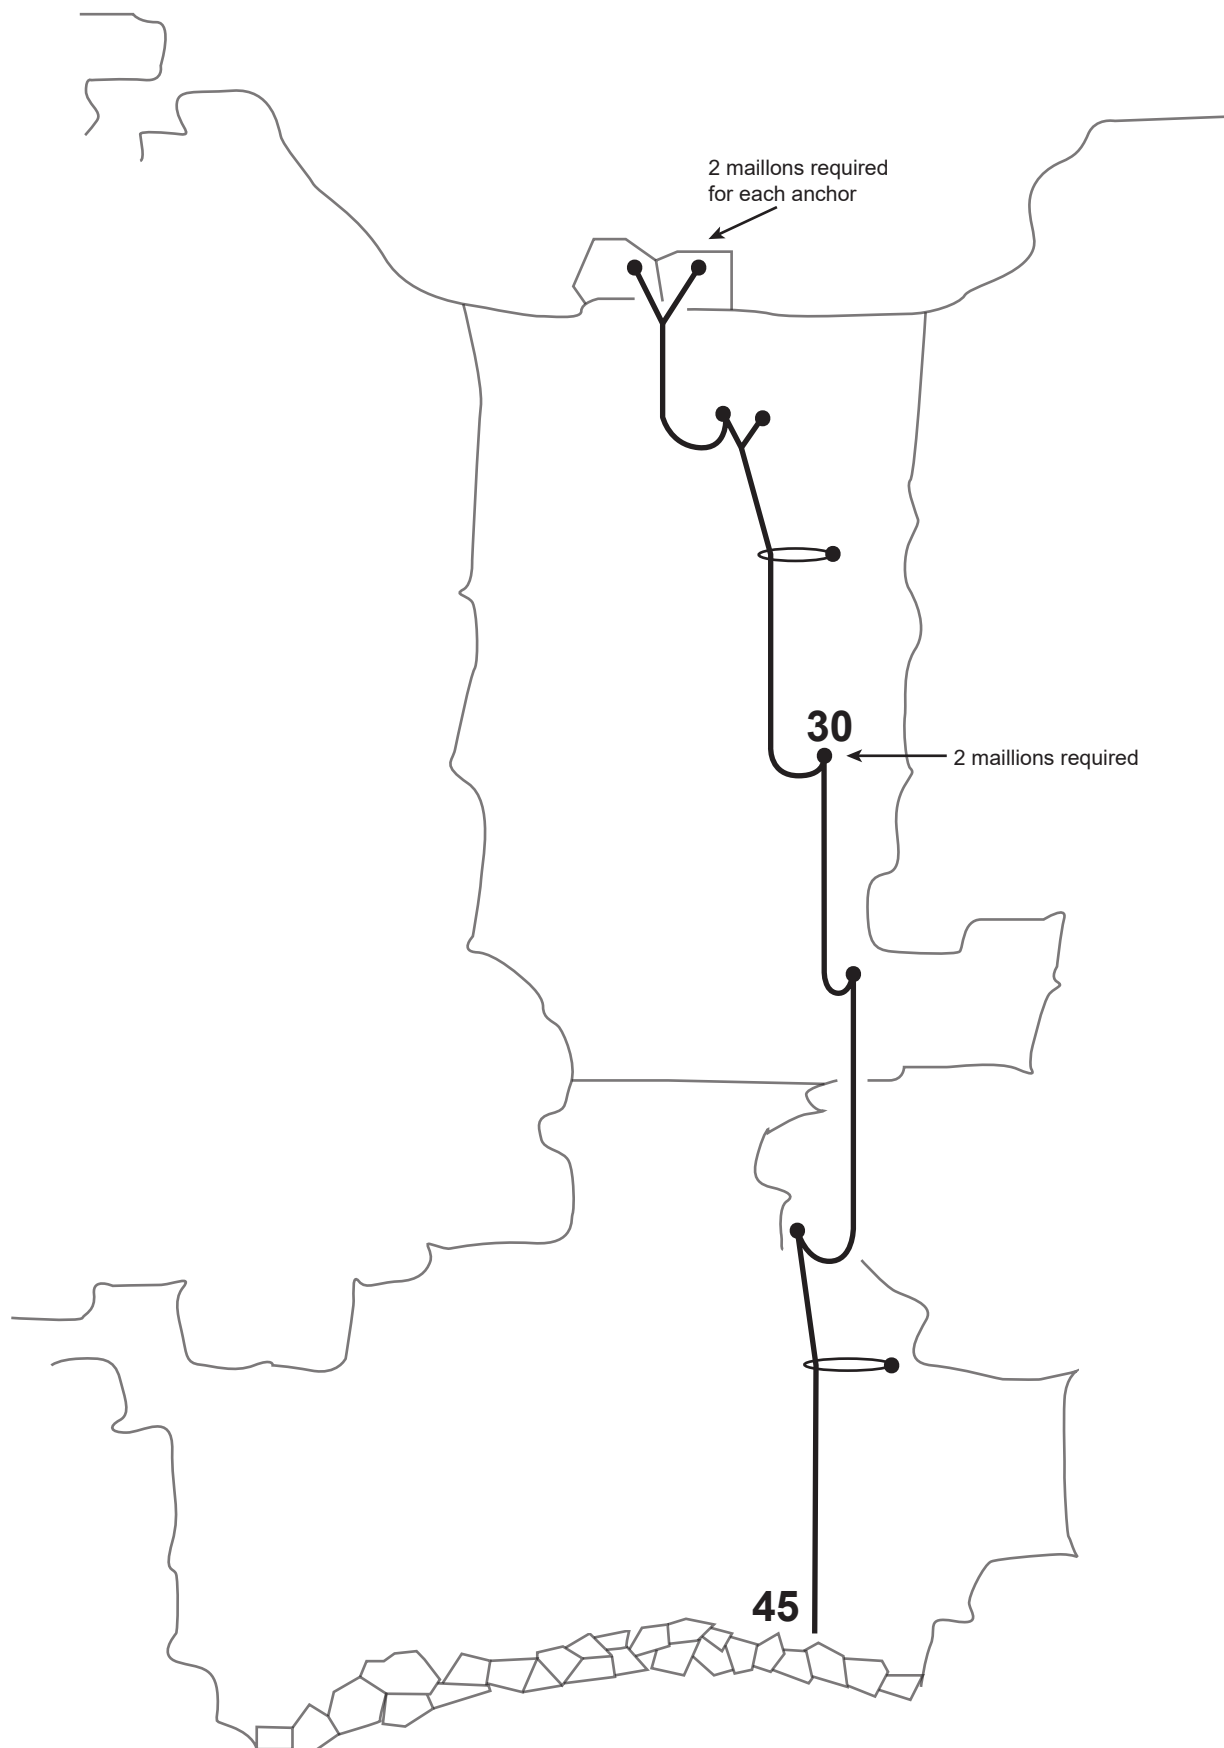 2 maillons required
for each anchor
30
2 maillions required
45